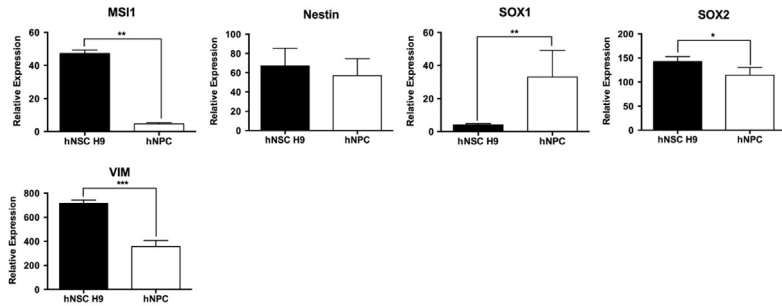 MSI1
Relative Expression
60
40
20
0
**
hNSC H9 hNPC
Nestin
Relative Expression
100
80
60
40
20
0
hNSC H9 hNPC
SOX1
Relative Expression
60
40
20
0
**
hNSC H9 hNPC
SOX2
Relative Expression
200
150
100
50
0
*
hNSC H9 hNPC
VIM
Relative Expression
800
600
400
200
0
***
hNSC H9 hNPC